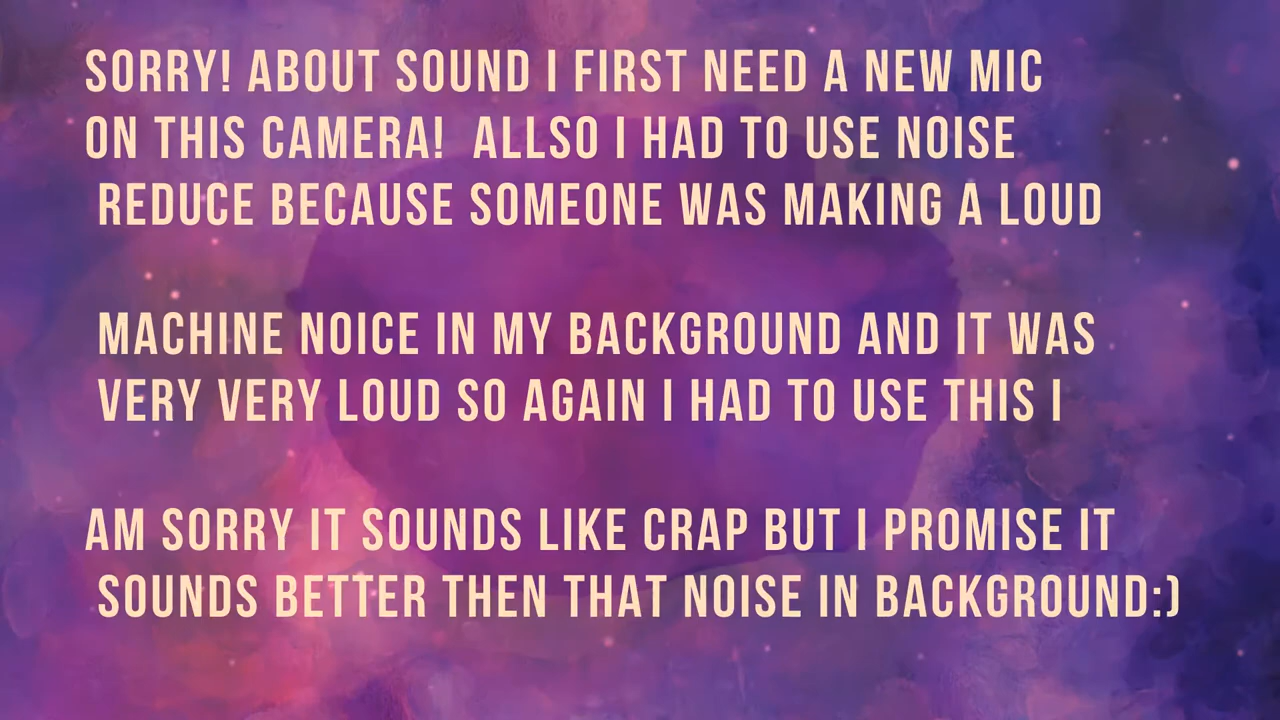 SORRY! ABOUT SOUND I FIRST NEED A NEW MIC
ON THIS CAMERA! ALLSO I HAD TO USE NOISE
REDUCE BECAUSE SOMEONE WAS MAKING A LOUD
MACHINE NOICE IN MY BACKGROUND AND IT WAS
VERY VERY LOUD SO AGAIN I HAD TO USE THIS I
AM SORRY IT SOUNDS LIKE CRAP BUT I PROMISE IT
SOUNDS BETTER THEN THAT NOISE IN BACKGROUND:)